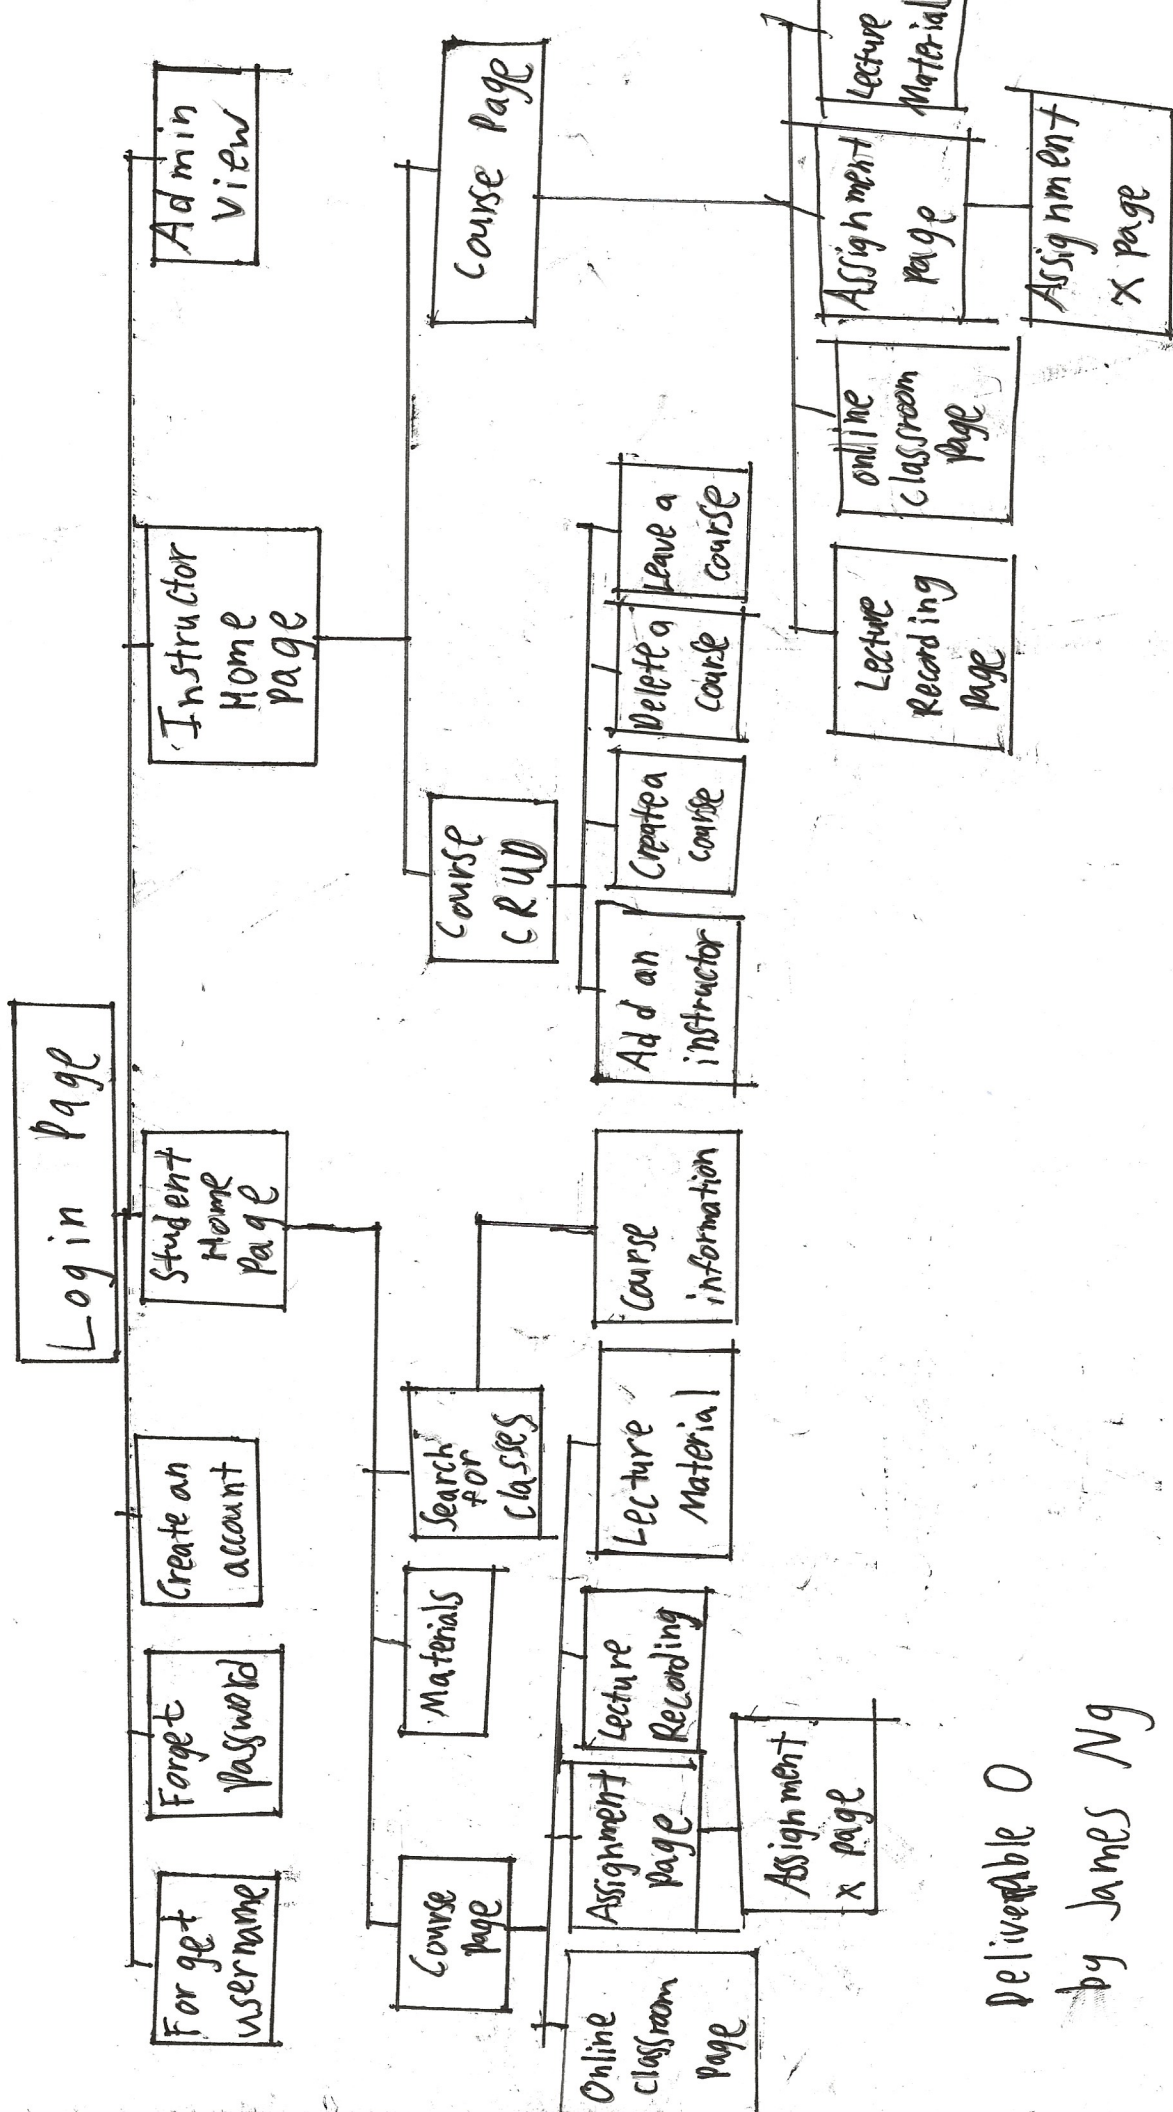 Login Page
Forget
username
Forget
Password
Create an
account
Student
Home
Page
Instructor
Home
Page
Admin
View
Course
Page
Materials
Search
for
classes
Course
CRUD
Course Page
Online
Classroom
Page
Assignment
Page
Lecture
Recording
Lecture
Material
Course
information
Add an
instructor
Create a
course
Delete a
course
Leave a
course
Assignment
x page
Lecture
Recording
Page
online
classroom
page
Assignment
Page
Lecture
Material
Assignment
x page
Deliverable 0
by James Ng